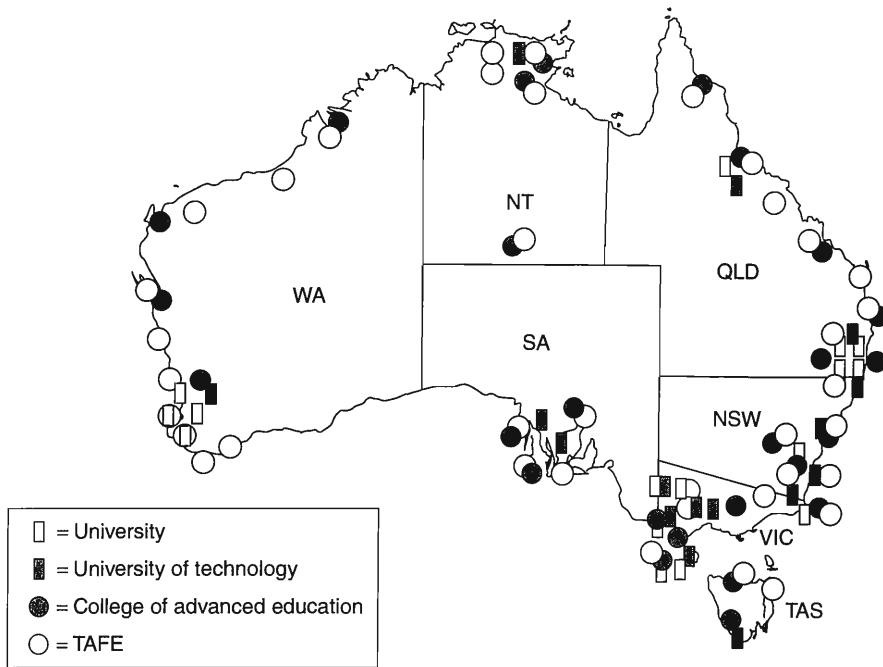 NT
QLD
WA
SA
NSW
VIC
TAS
= University
= University of technology
= College of advanced education
= TAFE